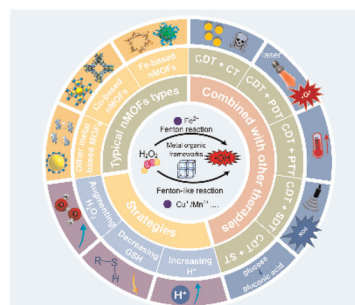 Fe-based
nMOFs
Cu-based
nMOFs
Other metal
based MOFs
Typical nMOFs types
CDT + CT
CDT + PDT
CDT + PTT
CDT + SDT
CDT + ST
Combined with other therapies
laser
ROS
glucose
gluconic acid
Fe²⁺
Fenton reaction
Metal organic
frameworks
H₂O₂
Fenton-like reaction
Cu⁺/Mn²⁺ ....
Strategies
Augmenting
H₂O₂
Decreasing
GSH
Increasing
H⁺
R
S
H
H⁺